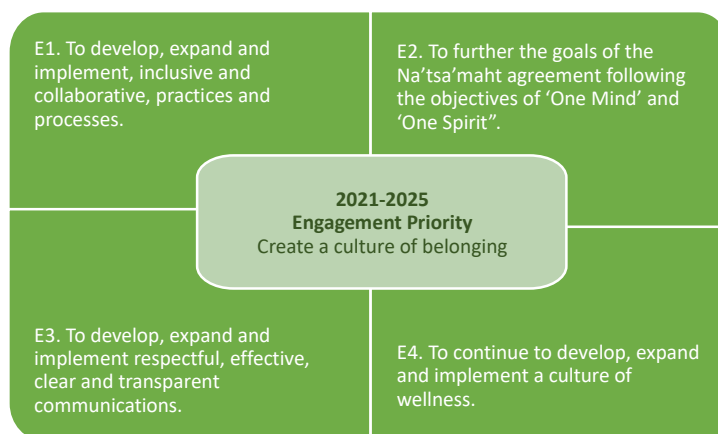 E1. To develop, expand and
implement, inclusive and
collaborative, practices and
processes.
E2. To further the goals of the
Na’tsa’maht agreement following
the objectives of ‘One Mind’ and
‘One Spirit”.
2021-2025
Engagement Priority
Create a culture of belonging
E3. To develop, expand and
implement respectful, effective,
clear and transparent
communications.
E4. To continue to develop, expand
and implement a culture of
wellness.